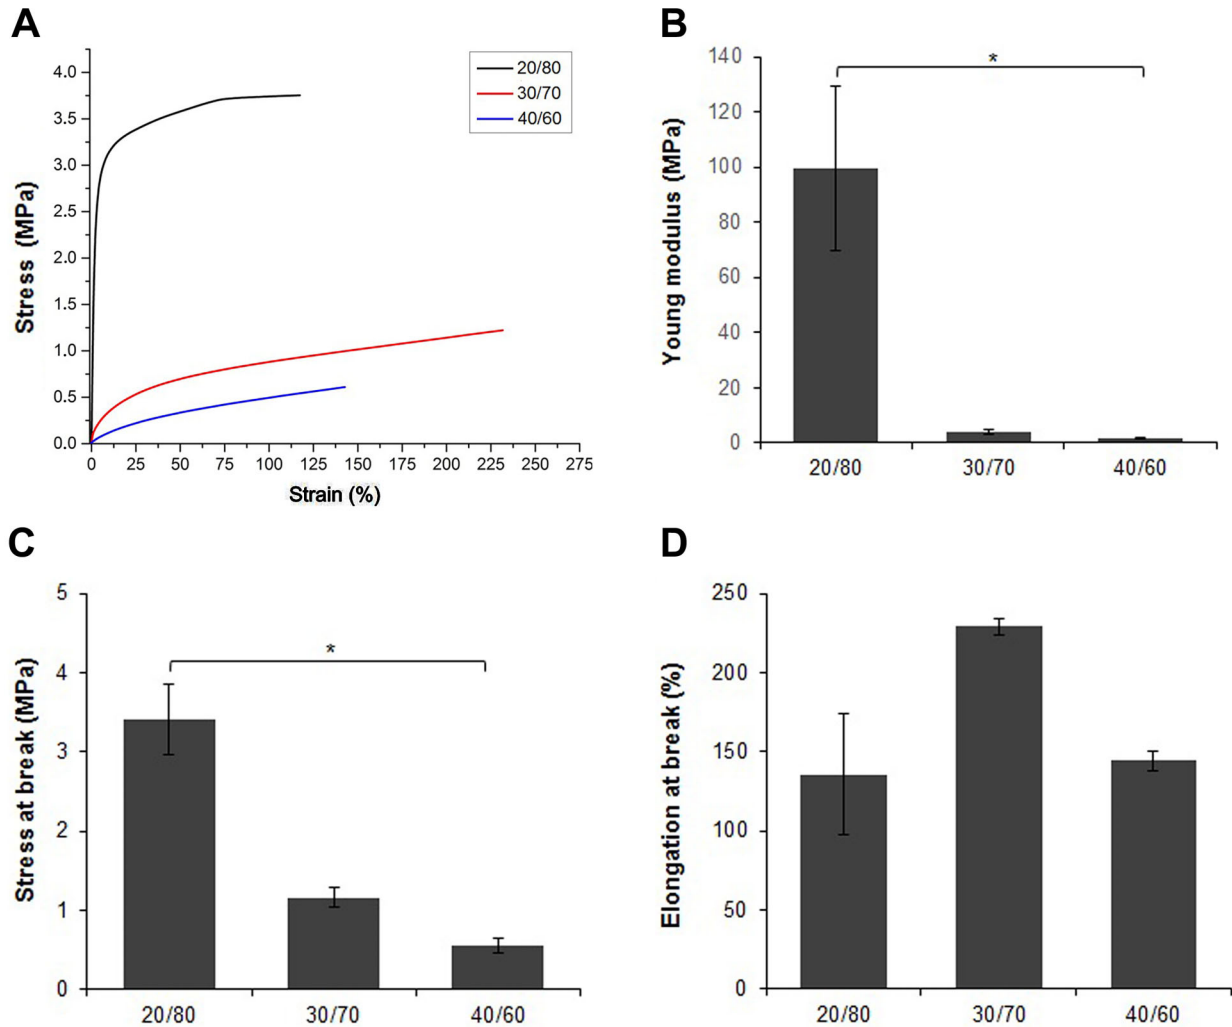 A
Stress (MPa)
4.0
3.5
3.0
2.5
2.0
1.5
1.0
0.5
0.0
20/80
30/70
40/60
0 25 50 75 100 125 150 175 200 225 250 275
Strain (%)
B
Young modulus (MPa)
140
120
100
80
60
40
20
0
*
20/80 30/70 40/60
C
Stress at break (MPa)
5
4
3
2
1
0
*
20/80 30/70 40/60
D
Elongation at break (%)
250
200
150
100
50
0
20/80 30/70 40/60